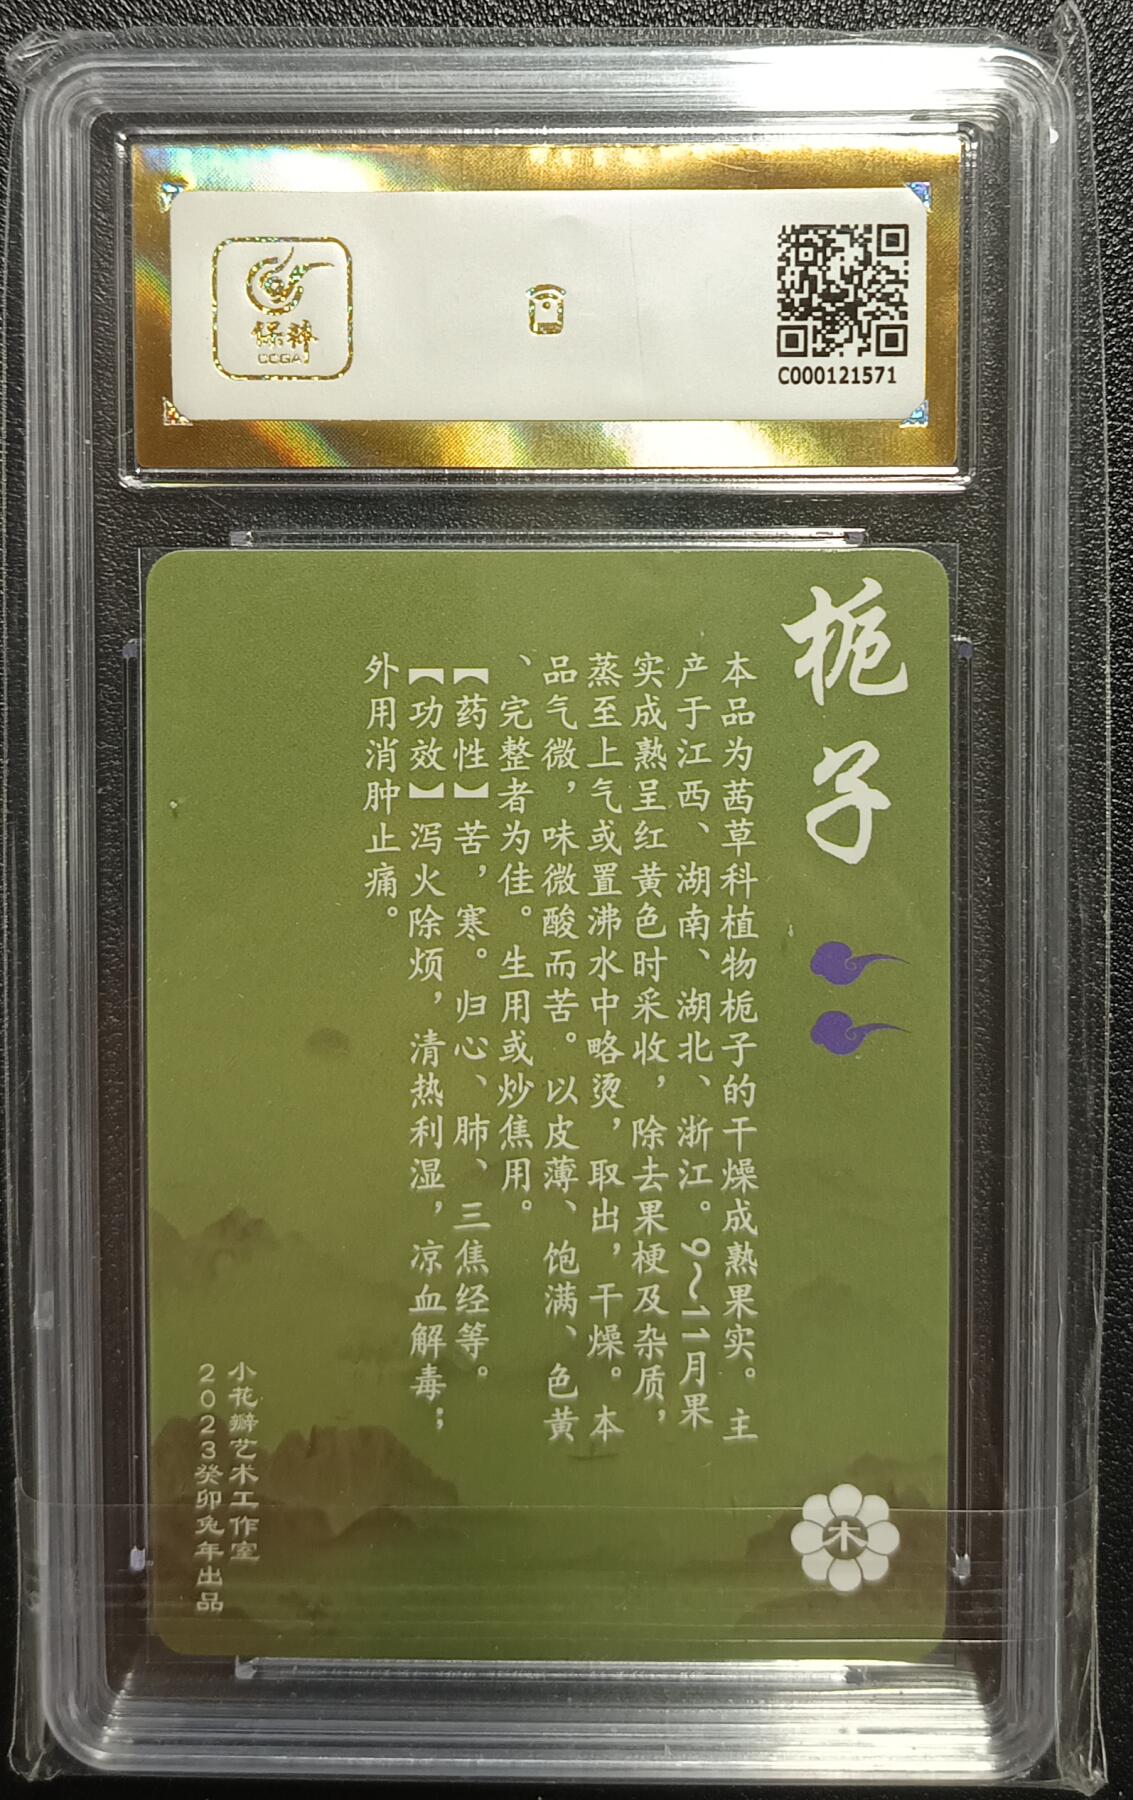 保粹
CCGA
C000121571
栀子
本品为茜草科植物栀子的干燥成熟果实。主
产于江西、湖南、湖北、浙江。9~11月果
实成熟呈红黄色时采收，除去果梗及杂质，
蒸至上气或置沸水中略烫，取出，干燥。本
品气微，味微酸而苦。以皮薄、饱满、色黄
、完整者为佳。生用或炒焦用。
【药性】苦，寒。归心、肺、三焦经等。
【功效】泻火除烦，清热利湿，凉血解毒；
外用消肿止痛。
木
小花瓣艺术工作室
2023癸卯兔年出品